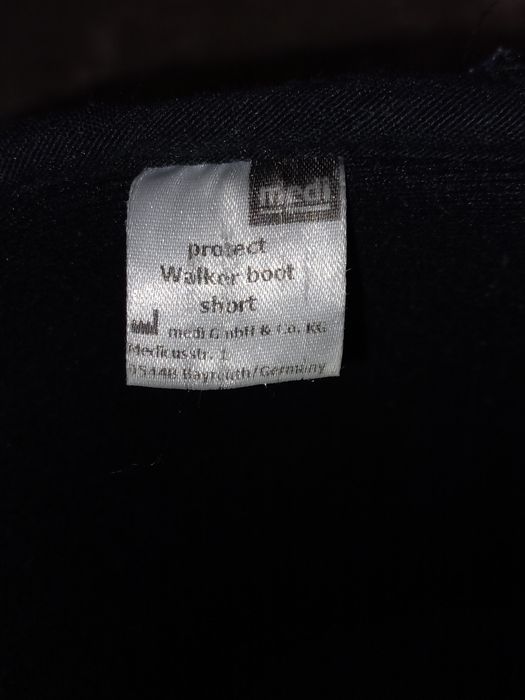 medi
protect
Walker boot
short
medi GmbH & Co. KG
Medicusstr. 1
95448 Bayreuth/Germany